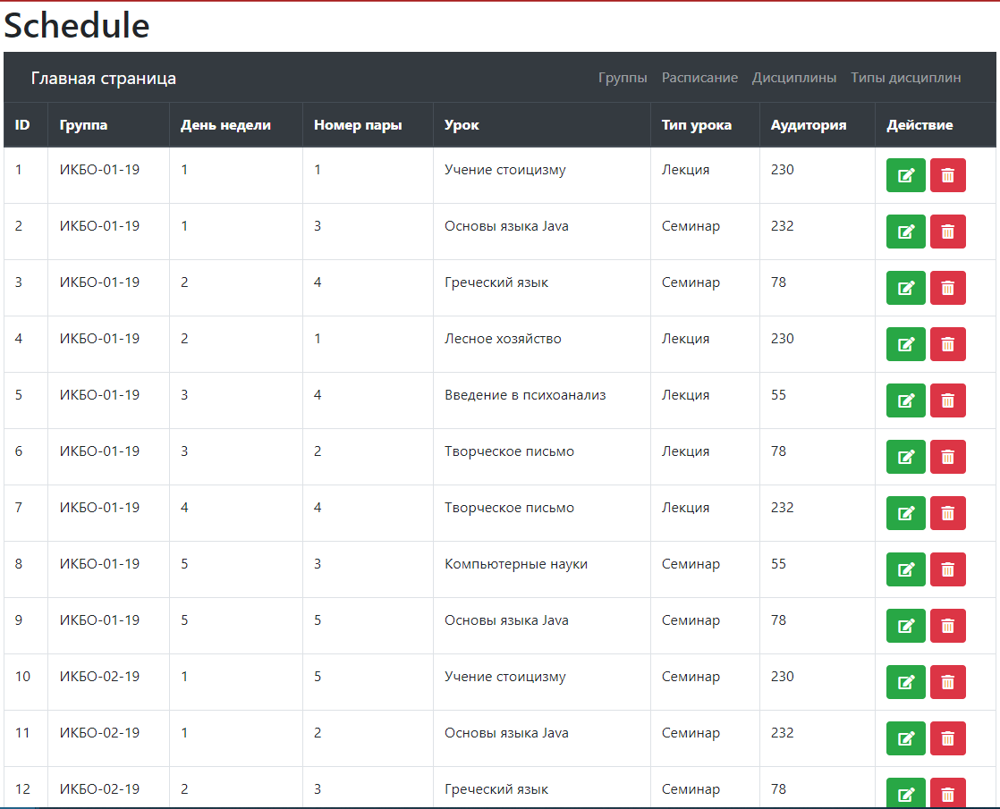 Schedule
Главная страница Группы Расписание Дисциплины Типы дисциплин
ID Группа День недели Номер пары Урок Тип урока Аудитория Действие
1 ИКБО-01-19 1 1 Учение стоицизму Лекция 230
2 ИКБО-01-19 1 3 Основы языка Java Семинар 232
3 ИКБО-01-19 2 4 Греческий язык Семинар 78
4 ИКБО-01-19 2 1 Лесное хозяйство Лекция 230
5 ИКБО-01-19 3 4 Введение в психоанализ Лекция 55
6 ИКБО-01-19 3 2 Творческое письмо Лекция 78
7 ИКБО-01-19 4 4 Творческое письмо Лекция 232
8 ИКБО-01-19 5 3 Компьютерные науки Семинар 55
9 ИКБО-01-19 5 5 Основы языка Java Семинар 78
10 ИКБО-02-19 1 5 Учение стоицизму Семинар 230
11 ИКБО-02-19 1 2 Основы языка Java Семинар 232
12 ИКБО-02-19 2 3 Греческий язык Семинар 78